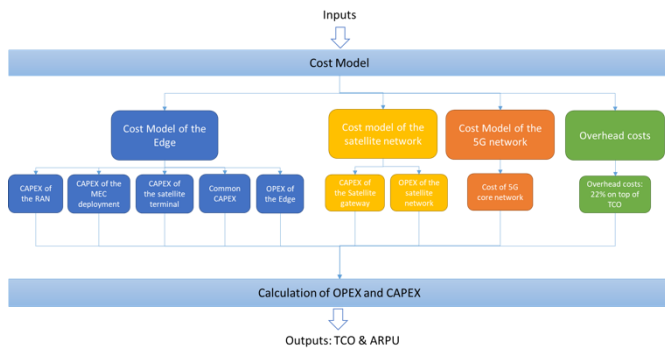 Inputs
Cost Model
Cost Model of the
Edge
Cost model of the
satellite network
Cost Model of the
5G network
Overhead costs
CAPEX of
the RAN
CAPEX of the
MEC
deployment
CAPEX of
the satellite
terminal
Common
CAPEX
OPEX of
the Edge
CAPEX of
the Satellite
gateway
OPEX of the
satellite
network
Cost of 5G
core network
Overhead costs:
22% on top of
TCO
Calculation of OPEX and CAPEX
Outputs: TCO & ARPU